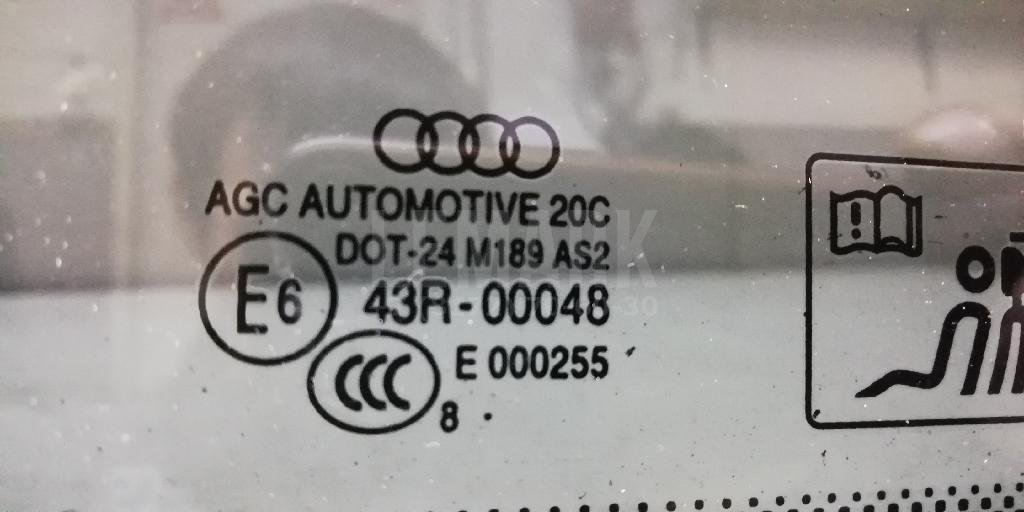 AGC AUTOMOTIVE 20C
DOT-24 M189 AS2
E6
43R-00048
CCC
E 000255
8 .